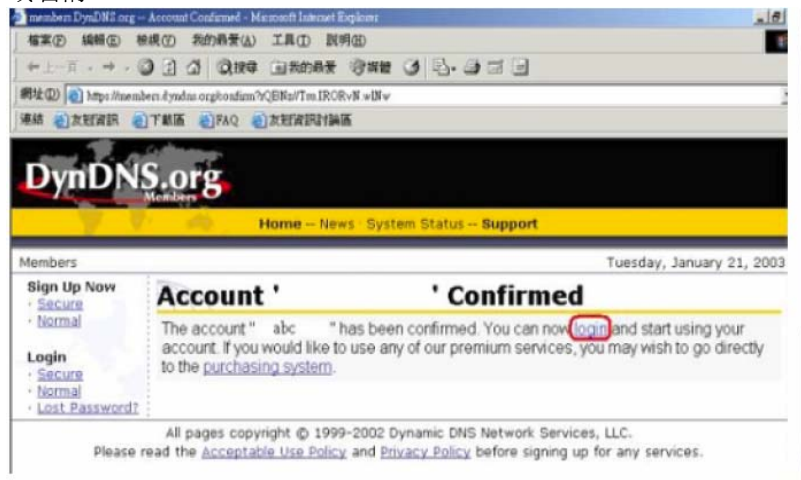 members.DynDNS.org -- Account Confirmed - Microsoft Internet Explorer
檔案(F) 編輯(E) 檢視(V) 我的最愛(A) 工具(T) 說明(H)
上一頁 搜尋 我的最愛 媒體
網址(D)
連結 友冠資訊 下載區 FAQ 友冠資訊討論區
DynDNS.org
Members
Home -- News · System Status -- Support
Members Tuesday, January 21, 2003
Sign Up Now
· Secure
· Normal
Login
· Secure
· Normal
· Lost Password?
Account ' ' Confirmed
The account " abc " has been confirmed. You can now login and start using your
account. If you would like to use any of our premium services, you may wish to go directly
to the purchasing system.
All pages copyright © 1999-2002 Dynamic DNS Network Services, LLC.
Please read the Acceptable Use Policy and Privacy Policy before signing up for any services.